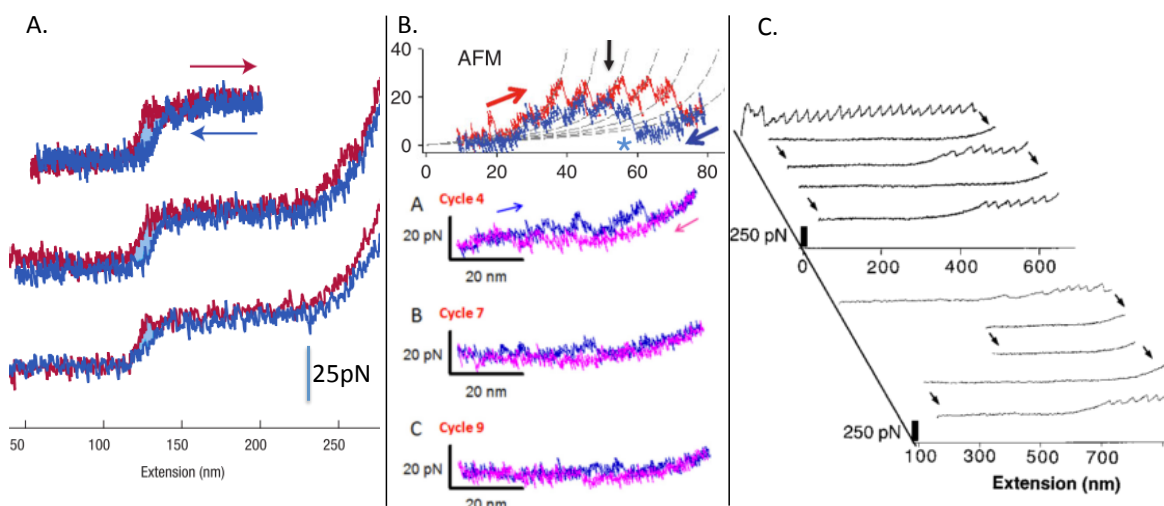 A.
25pN
50 100 150 200 250
Extension (nm)
B.
AFM
40
20
0
0 20 40 60 80
*
A Cycle 4
20 pN
20 nm
B Cycle 7
20 pN
20 nm
C Cycle 9
20 pN
20 nm
C.
250 pN
0 200 400 600
250 pN
100 300 500 700
Extension (nm)